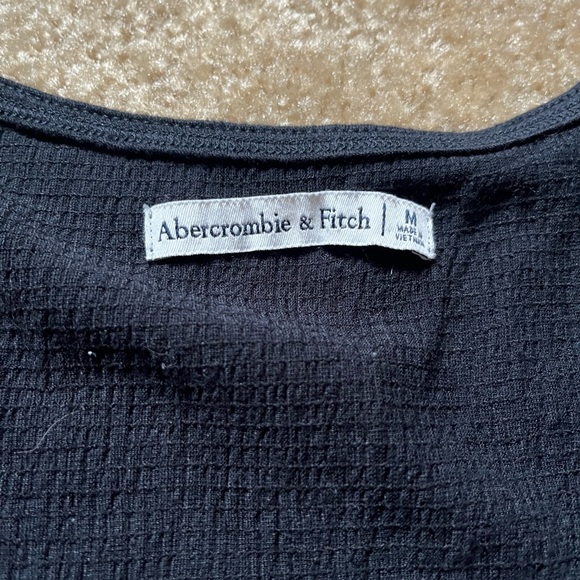 Abercrombie & Fitch | M
MADE IN
VIETNAM